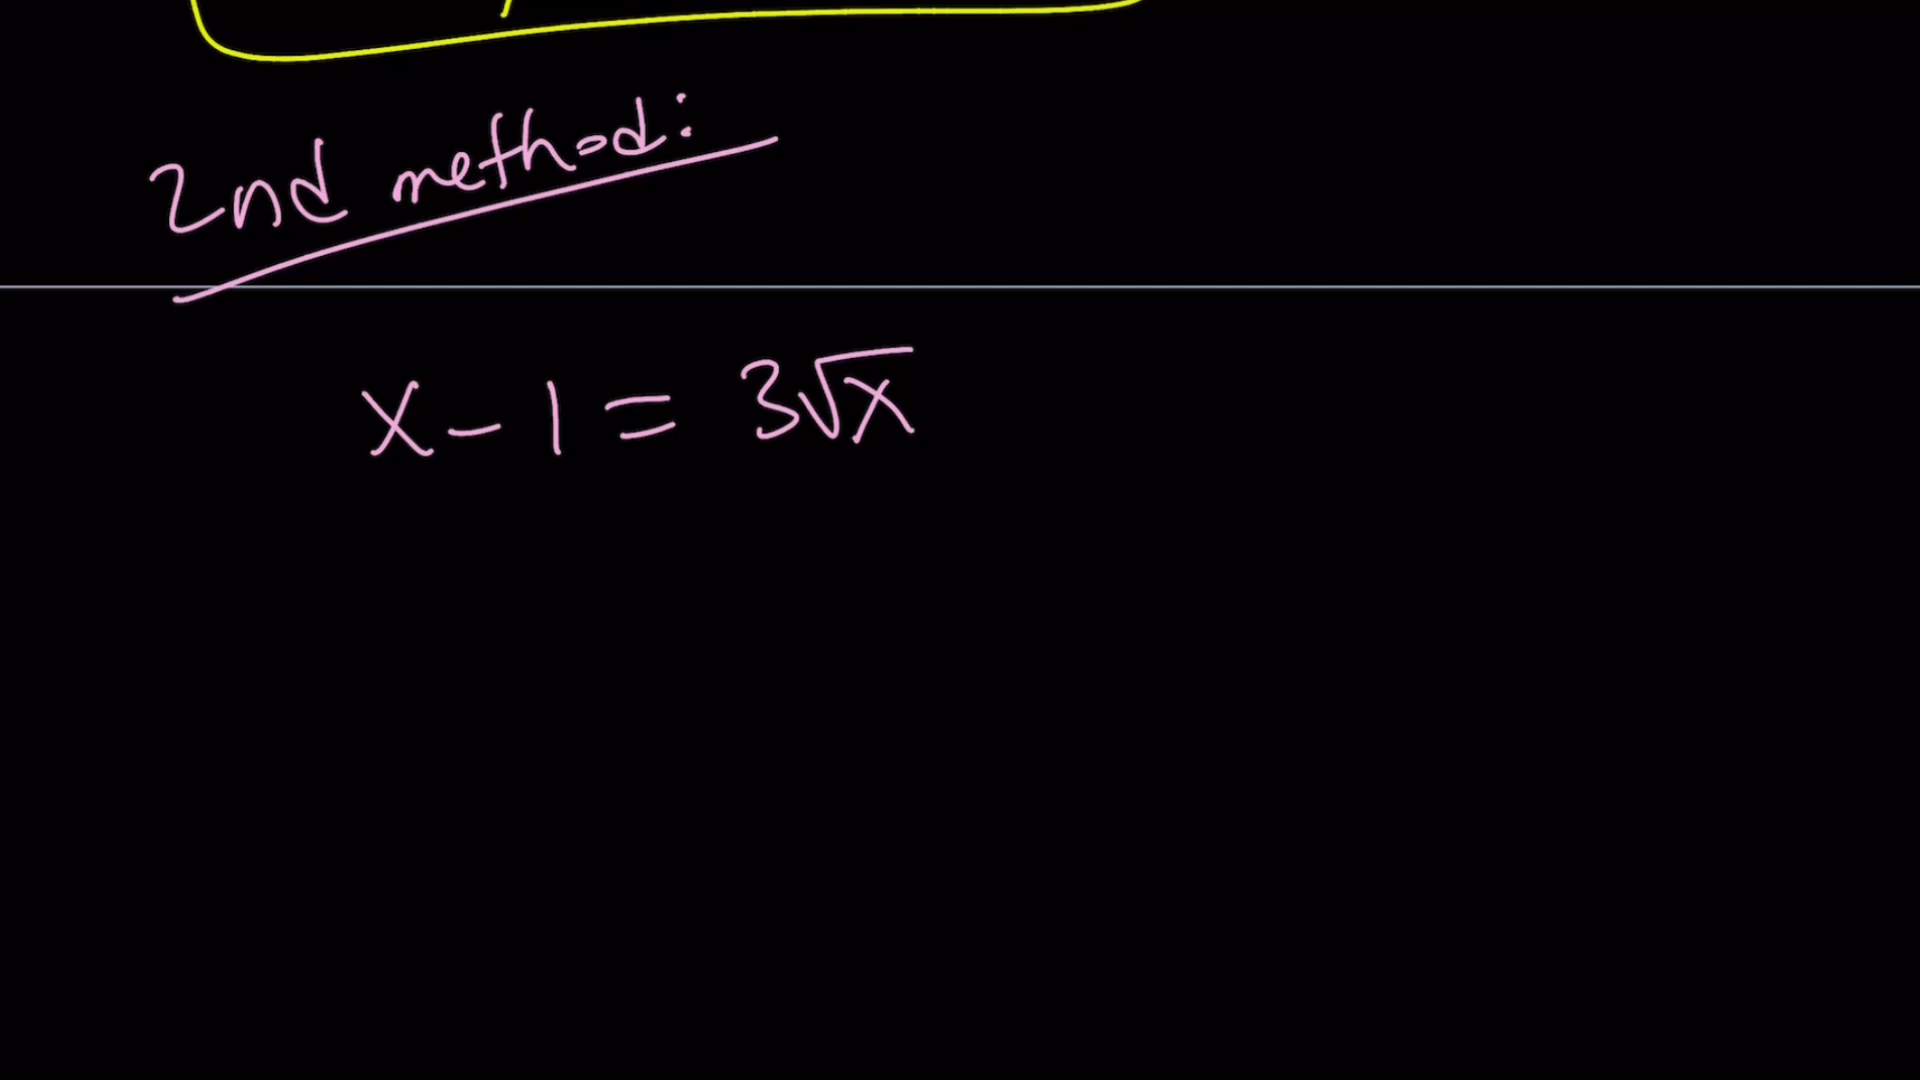 2nd method:
x - 1 = 3√x